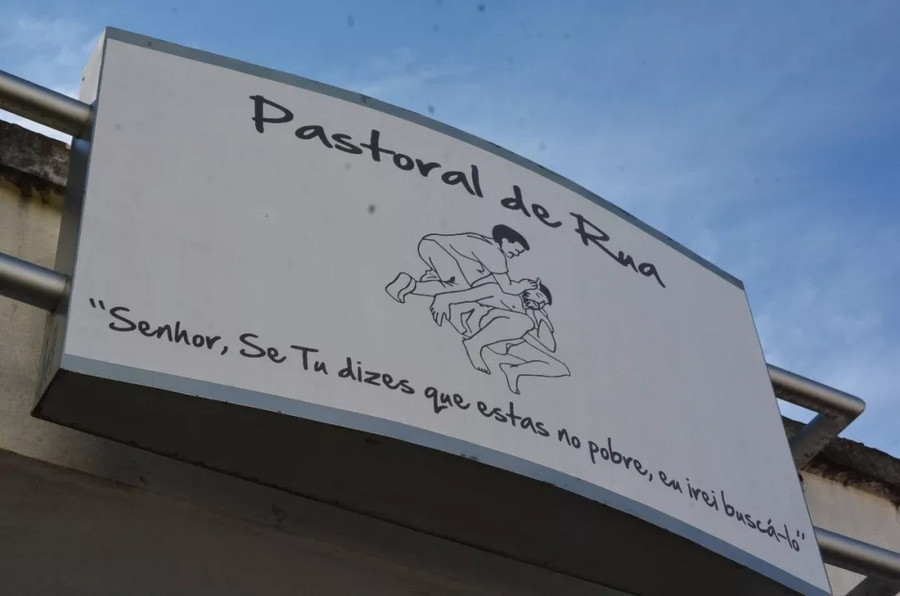 Pastoral de Rua
"Senhor, Se Tu dizes que estas no pobre, eu irei buscá-lo"